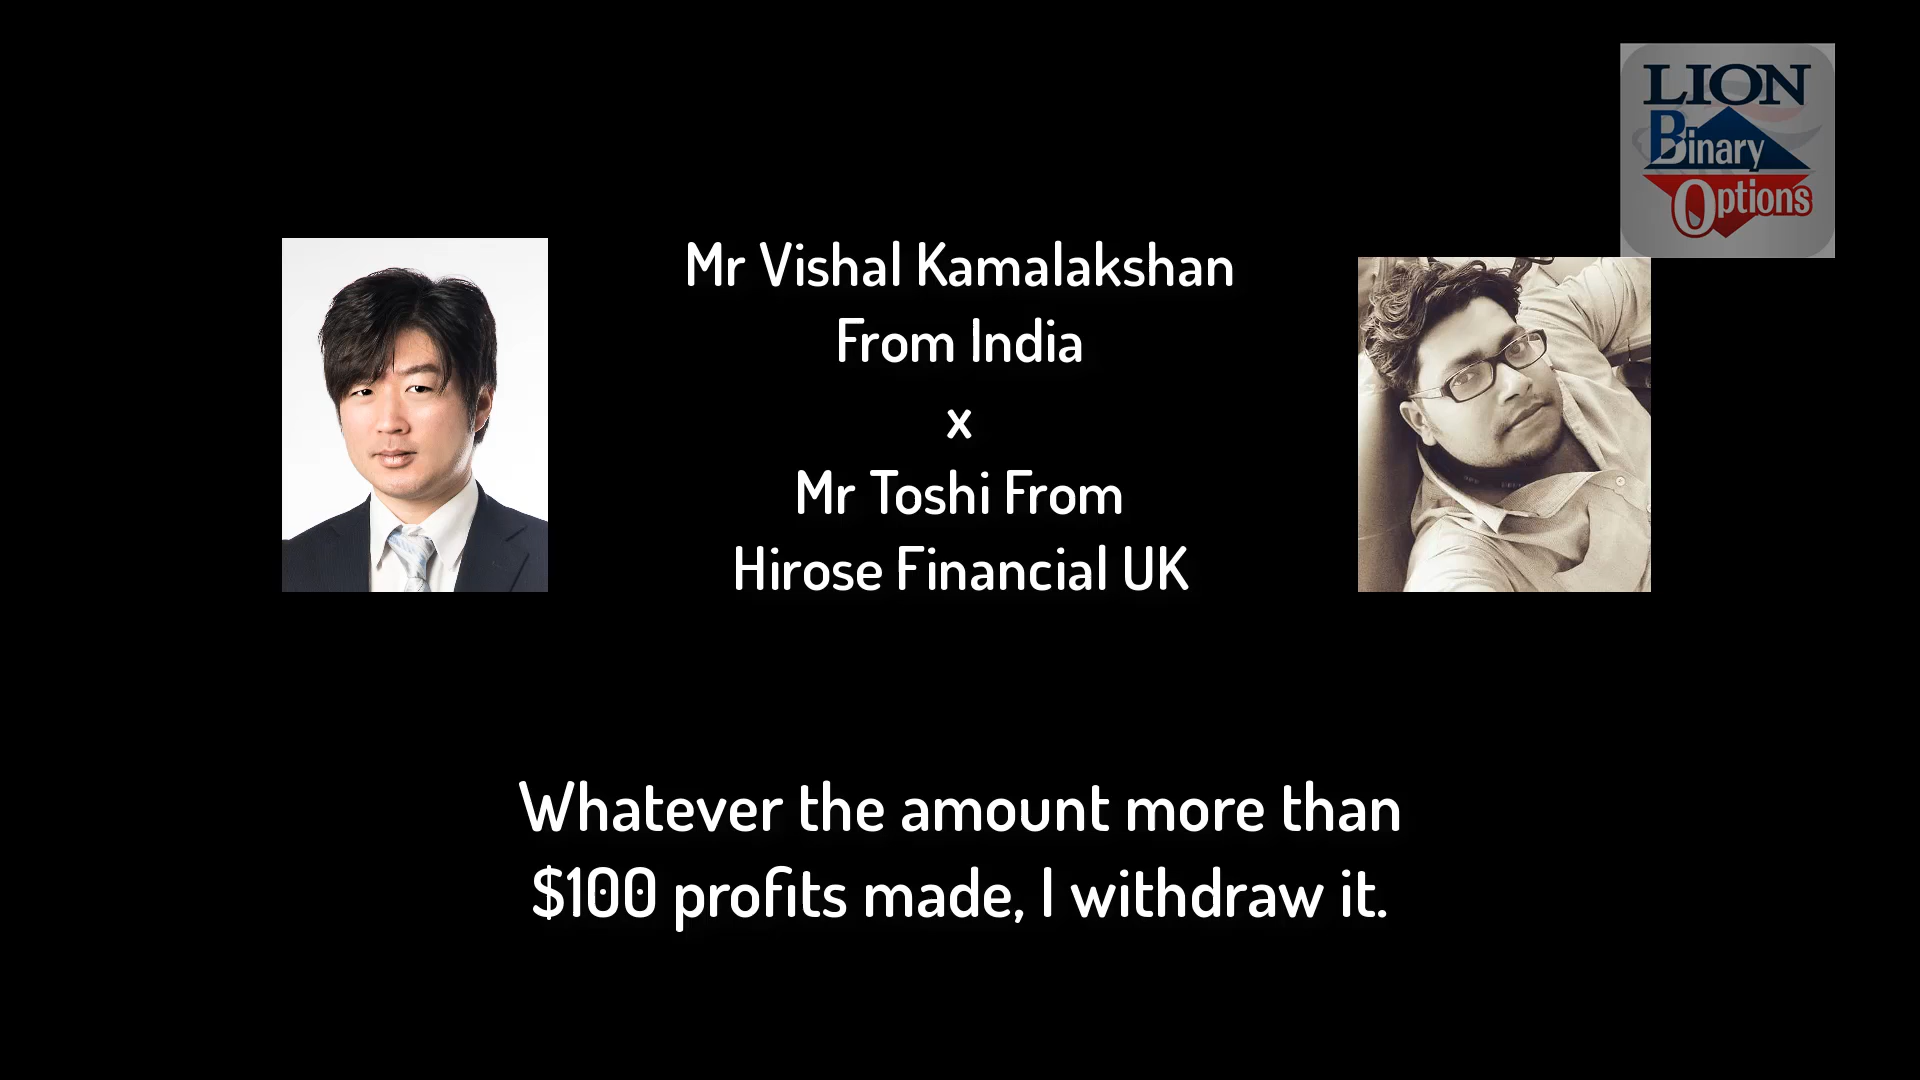 LION
Binary
Options
Mr Vishal Kamalakshan
From India
x
Mr Toshi From
Hirose Financial UK
Whatever the amount more than
$100 profits made, I withdraw it.